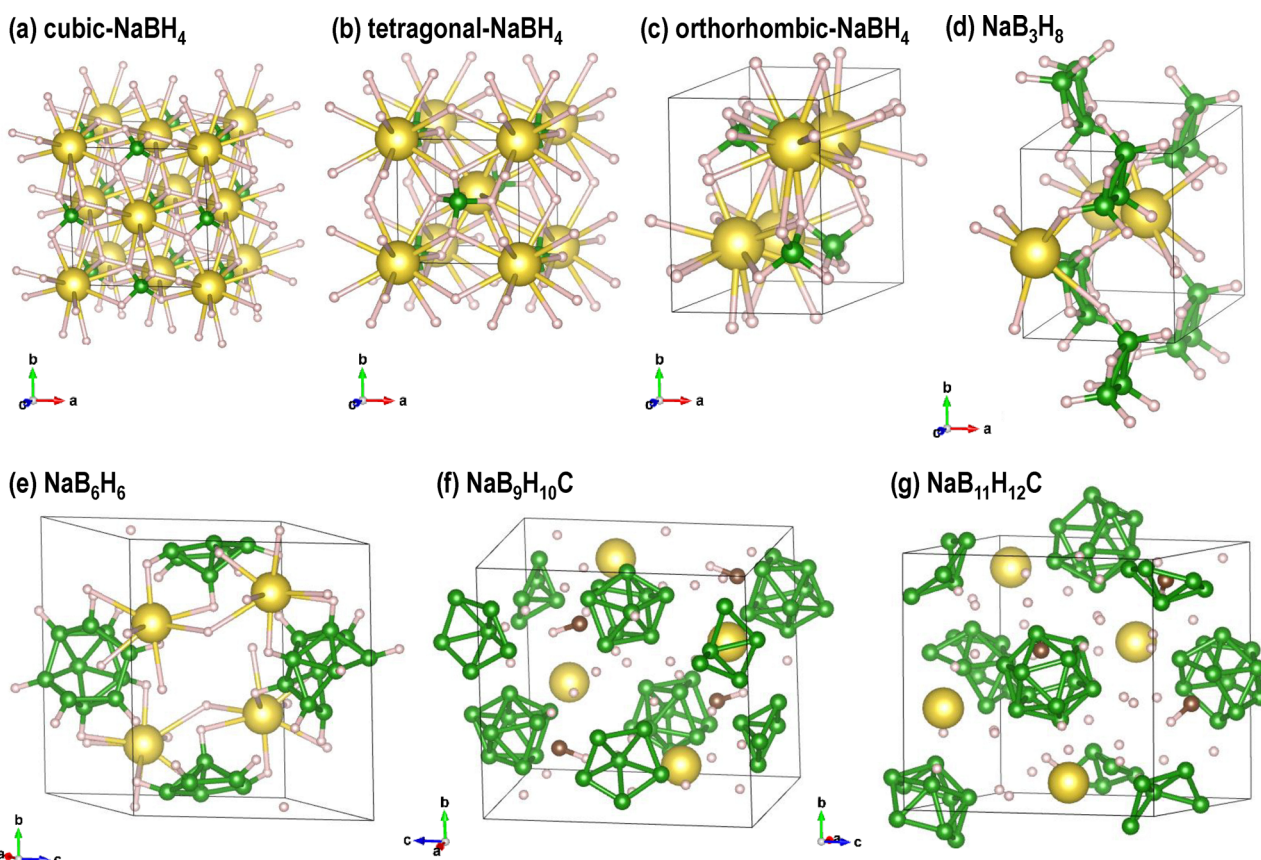 (a) cubic-NaBH₄
(b) tetragonal-NaBH₄
(c) orthorhombic-NaBH₄
(d) NaB₃H₈
b
c
a
b
c
a
b
c
a
b
c
a
(e) NaB₆H₆
(f) NaB₉H₁₀C
(g) NaB₁₁H₁₂C
b
a
c
b
c
a
b
a
c